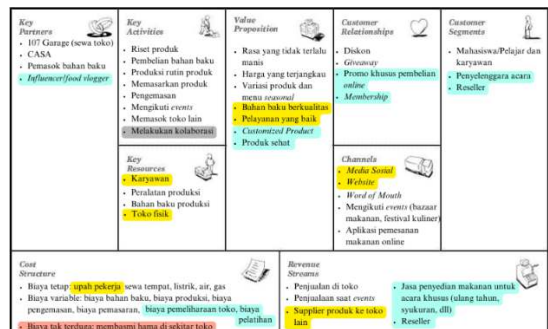 Key
Partners
107 Garage (sewa toko)
CASA
Pemasok bahan baku
Influencer/food vlogger
Key
Activities
Riset produk
Pembelian bahan baku
Produksi rutin produk
Memasarkan produk
Pengemasan
Mengikuti events
Memasok toko lain
Melakukan kolaborasi
Key
Resources
Karyawan
Peralatan produksi
Bahan baku produksi
Toko fisik
Value
Proposition
Rasa yang tidak terlalu
manis
Harga yang terjangkau
Variasi produk dan
menu seasonal
Bahan baku berkualitas
Pelayanan yang baik
Customized Product
Produk sehat
Customer
Relationships
Diskon
Giveaway
Promo khusus pembelian
online
Membership
Channels
Media Sosial
Website
Word of Mouth
Mengikuti events (bazaar
makanan, festival kuliner)
Aplikasi pemesanan
makanan online
Customer
Segments
Mahasiswa/Pelajar dan
karyawan
Penyelenggara acara
Reseller
Cost
Structure
Biaya tetap: upah pekerja sewa tempat, listrik, air, gas
Biaya variable: biaya bahan baku, biaya produksi, biaya
pengemasan, biaya pemasaran, biaya pemeliharaan toko, biaya
pelatihan
Biaya tak terduga: membasmi hama di sekitar toko
Revenue
Streams
Penjualan di toko
Penjualaan saat events
Supplier produk ke toko
lain
Jasa penyedian makanan untuk
acara khusus (ulang tahun,
syukuran, dll)
Reseller